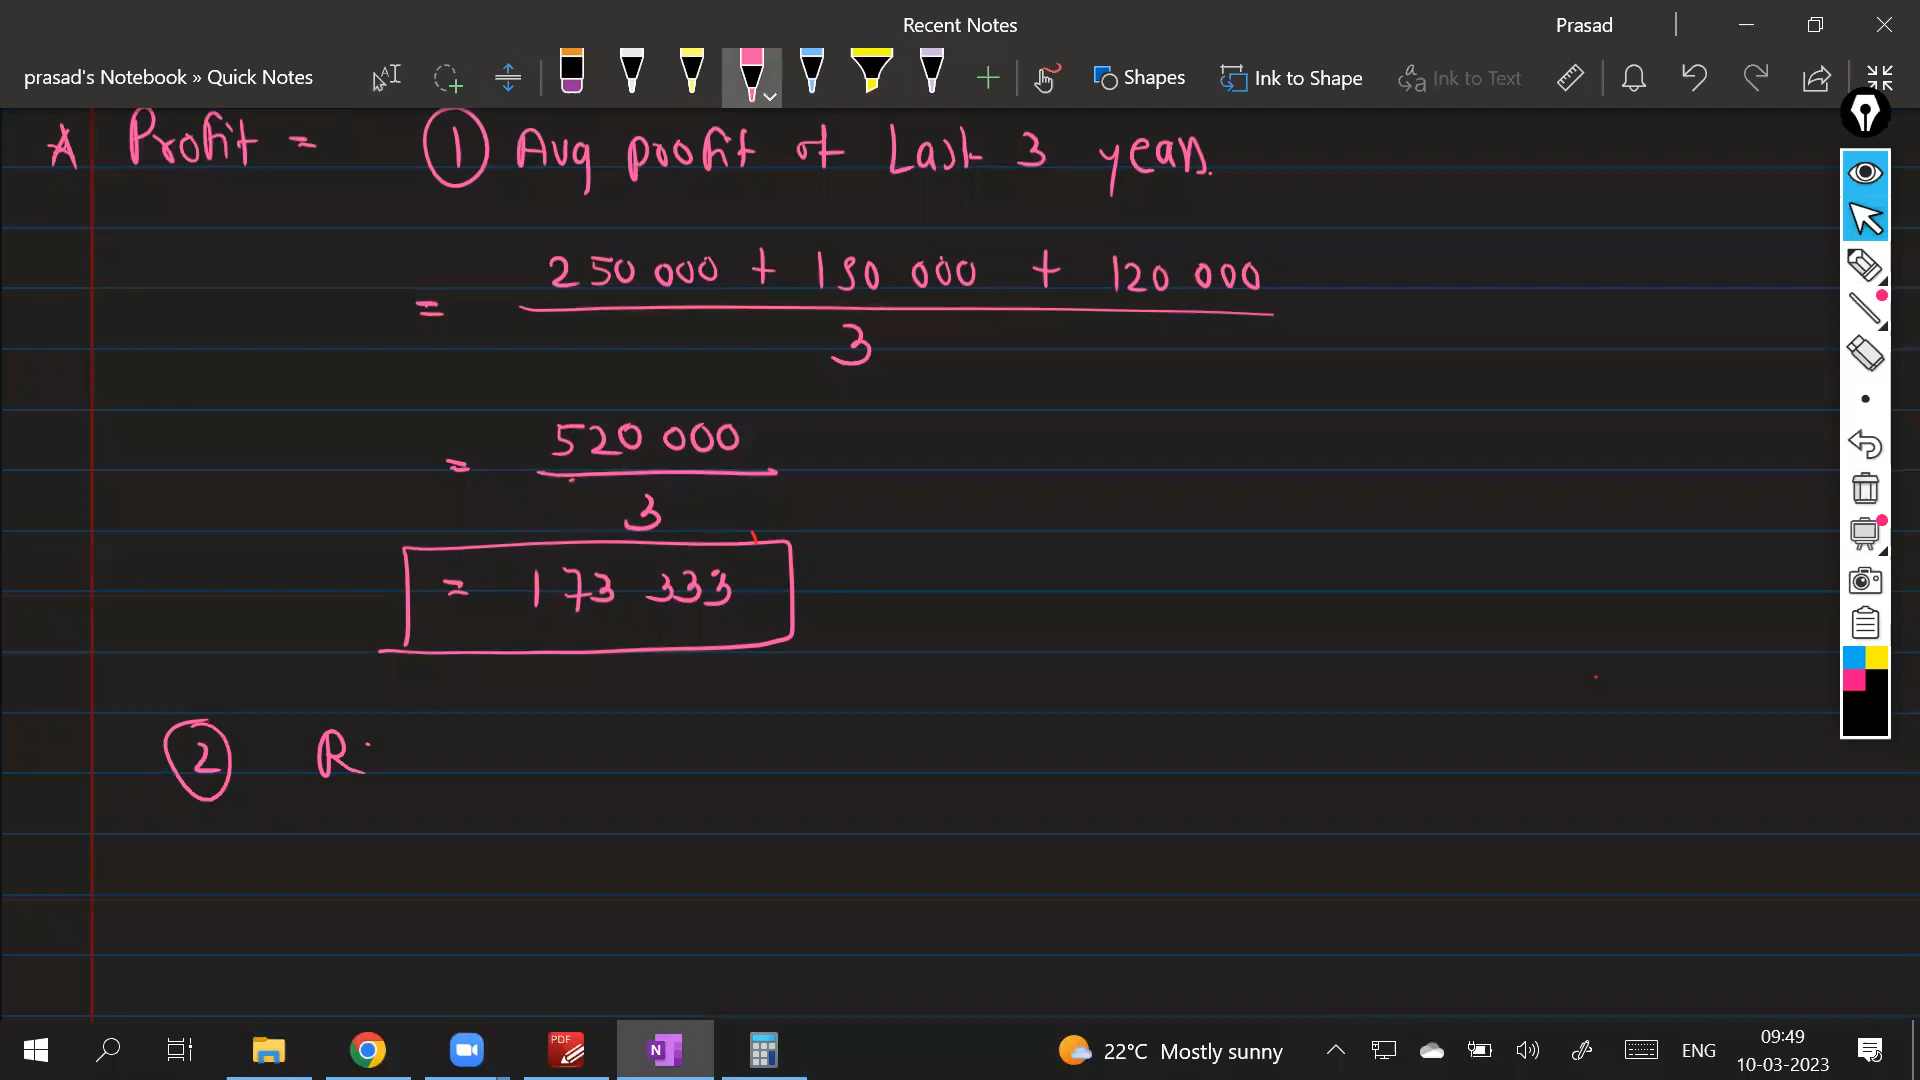 Recent Notes
Prasad
prasad's Notebook » Quick Notes
Shapes
Ink to Shape
Ink to Text
A Profit = ① Avg profit of Last 3 years.
= 250 000 + 150 000 + 120 000
3
= 520 000
3
= 173 333
② R
PDF
N
22°C Mostly sunny
ENG
09:49
10-03-2023